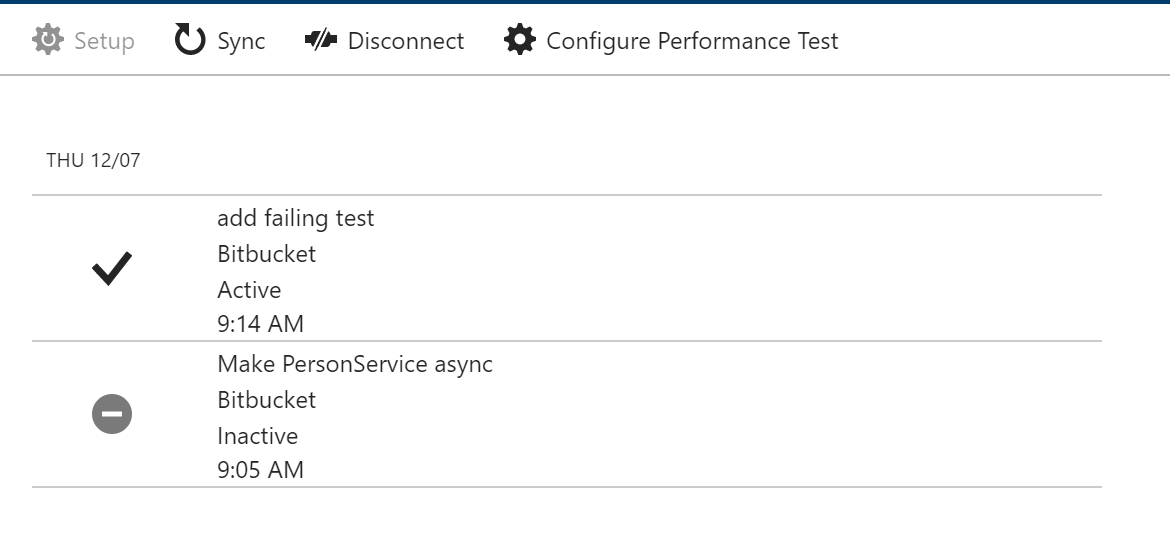 Setup Sync Disconnect Configure Performance Test
THU 12/07
add failing test
Bitbucket
Active
9:14 AM
Make PersonService async
Bitbucket
Inactive
9:05 AM